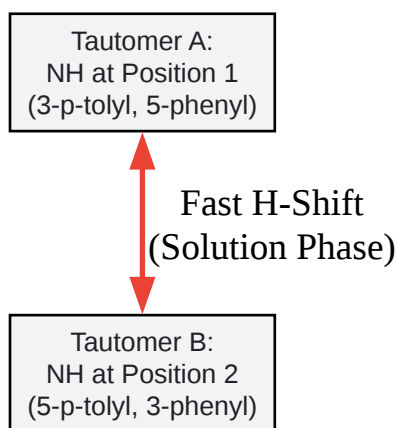 Tautomer A:
NH at Position 1
(3-p-tolyl, 5-phenyl)
Fast H-Shift
(Solution Phase)
Tautomer B:
NH at Position 2
(5-p-tolyl, 3-phenyl)